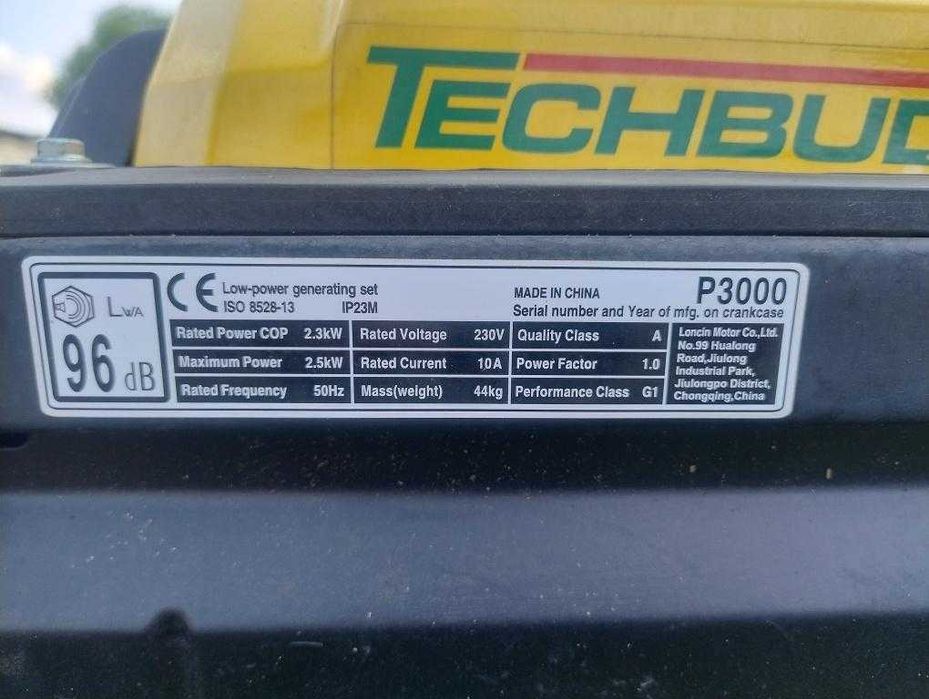 TECHBUD
LWA
96 dB
CE
Low-power generating set
ISO 8528-13 IP23M
MADE IN CHINA
P3000
Serial number and Year of mfg. on crankcase
Rated Power COP 2.3kW Rated Voltage 230V Quality Class A
Maximum Power 2.5kW Rated Current 10A Power Factor 1.0
Rated Frequency 50Hz Mass(weight) 44kg Performance Class G1
Loncin Motor Co.,Ltd.
No.99 Hualong
Road,Jiulong
Industrial Park,
Jiulongpo District,
Chongqing,China